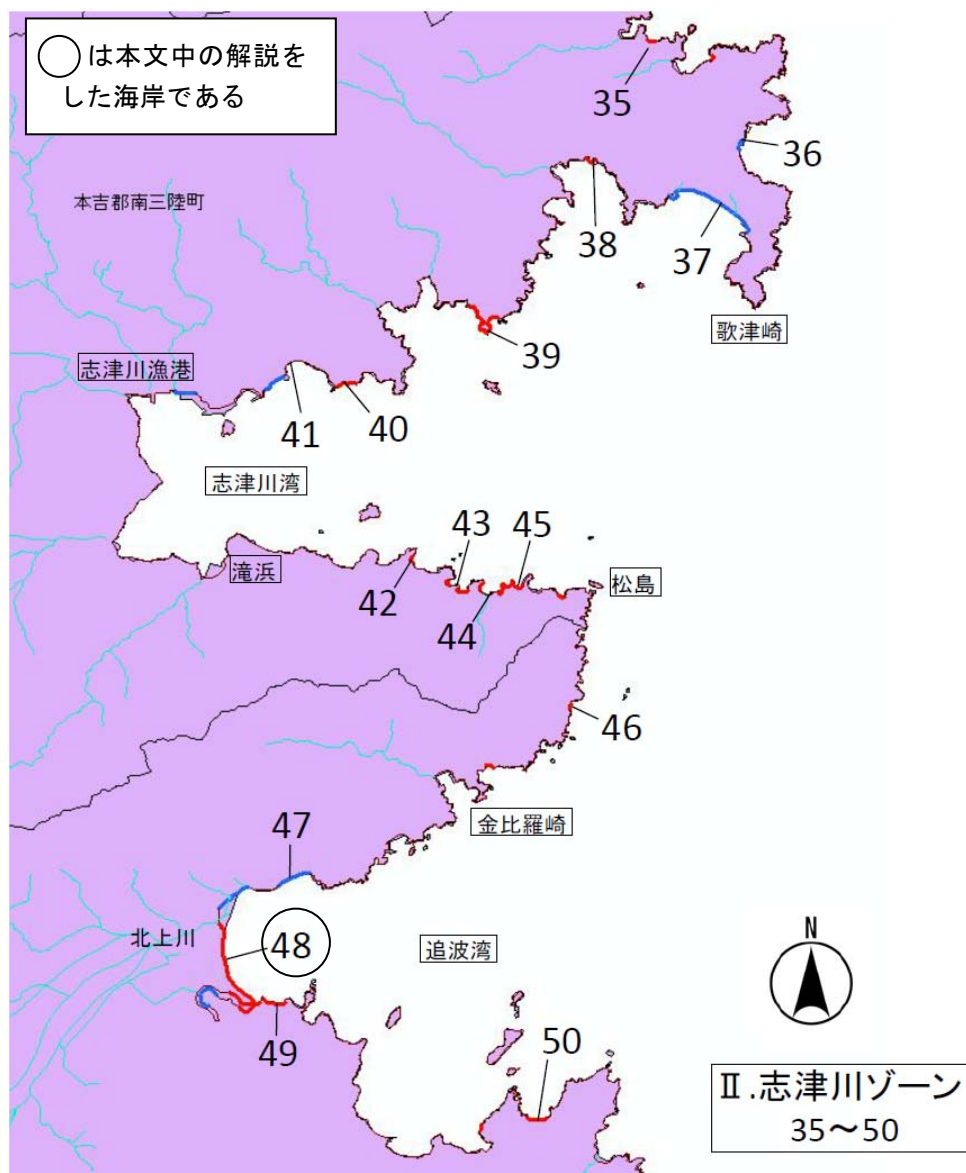 ◯は本文中の解説を
した海岸である
35
36
本吉郡南三陸町
38
37
歌津崎
39
志津川漁港
41
40
志津川湾
43
45
滝浜
42
44
松島
46
金比羅崎
47
北上川
48
追波湾
N
49
50
Ⅱ.志津川ゾーン
35～50